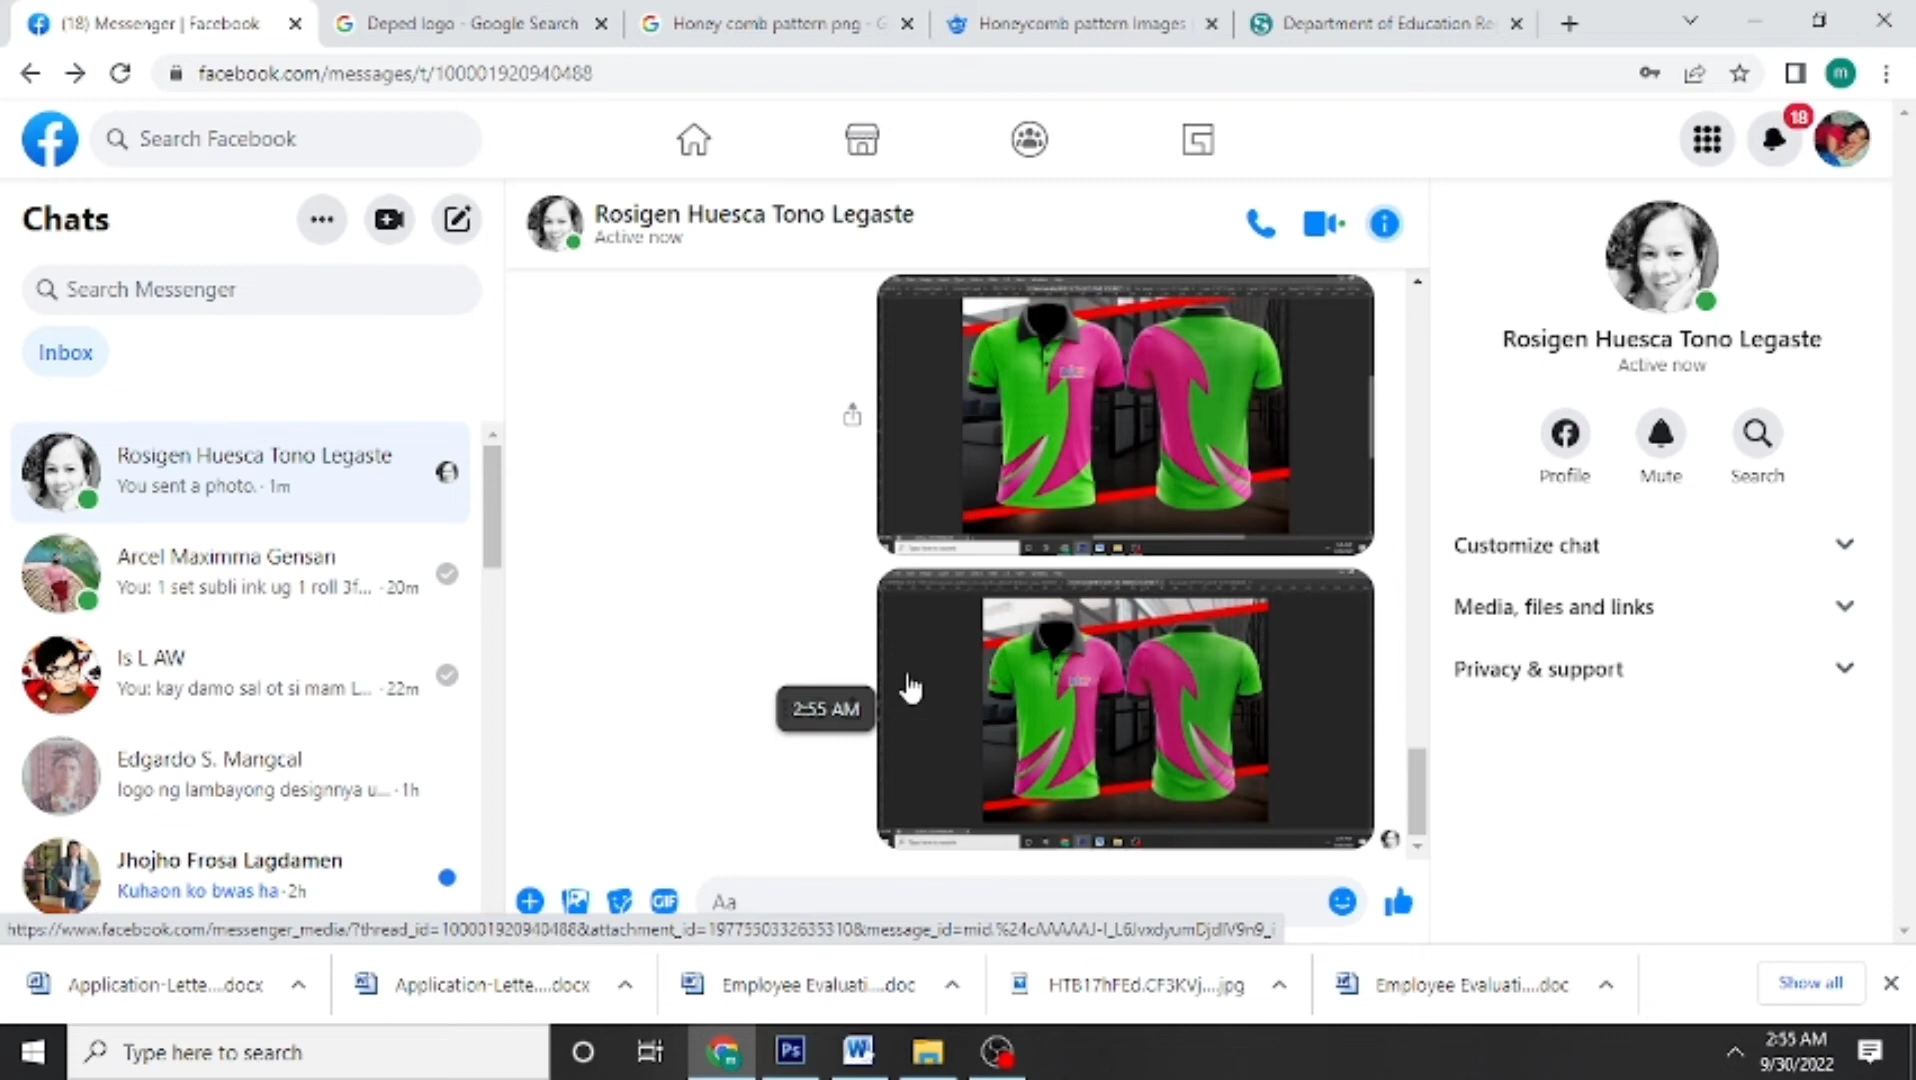 (18) Messenger | Facebook
Deped logo - Google Search
Honey comb pattern png - G
Honeycomb pattern Images
Department of Education Re
facebook.com/messages/t/100001920940488
m
Search Facebook
18
Chats
Search Messenger
Inbox
Rosigen Huesca Tono Legaste
You sent a photo. · 1m
Arcel Maximma Gensan
You: 1 set subli ink ug 1 roll 3f... · 20m
Is L AW
You: kay damo sal ot si mam L... · 22m
Edgardo S. Mangcal
logo ng lambayong designnya u... · 1h
Jhojho Frosa Lagdamen
Kuhaon ko bwas ha · 2h
Rosigen Huesca Tono Legaste
Active now
2:55 AM
GIF
Aa
Rosigen Huesca Tono Legaste
Active now
Profile
Mute
Search
Customize chat
Media, files and links
Privacy & support
Application-Lette....docx
Application-Lette....docx
Employee Evaluati....doc
HTB17hFEd.CF3KVj....jpg
Employee Evaluati....doc
Show all
Type here to search
Ps
W
2:55 AM
9/30/2022